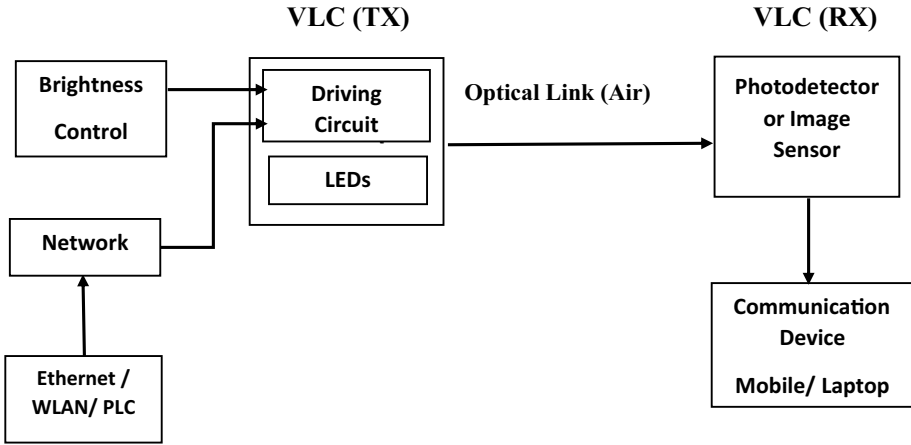 VLC (TX)
VLC (RX)
Brightness
Control
Driving
Circuit
LEDs
Optical Link (Air)
Photodetector
or Image
Sensor
Network
Ethernet /
WLAN/ PLC
Communication
Device
Mobile/ Laptop